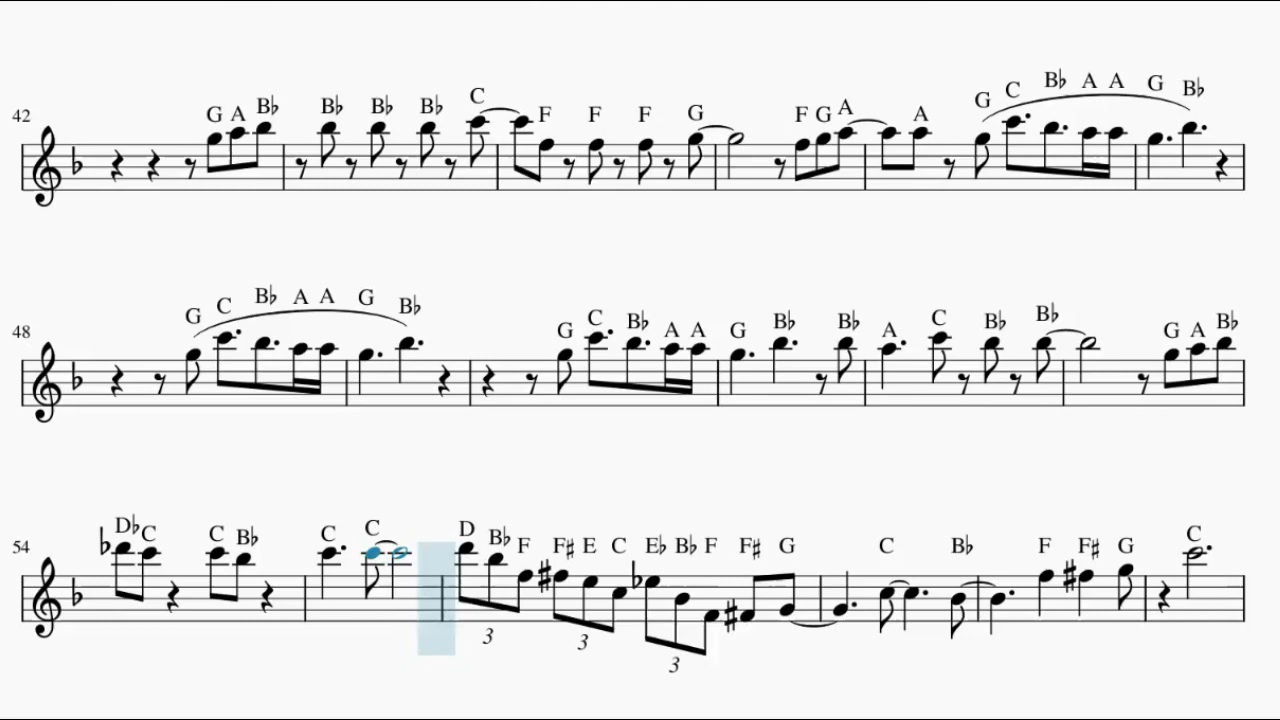 42 G A B♭ B♭ B♭ B♭ C F F F G F G A A G C B♭ A A G B♭
48 G C B♭ A A G B♭ G C B♭ A A G B♭ B♭ A C B♭ B♭ G A B♭
54 D♭ C C B♭ C C D B♭ F F♯ E C E♭ B♭ F F♯ G C B♭ F F♯ G C
3 3 3